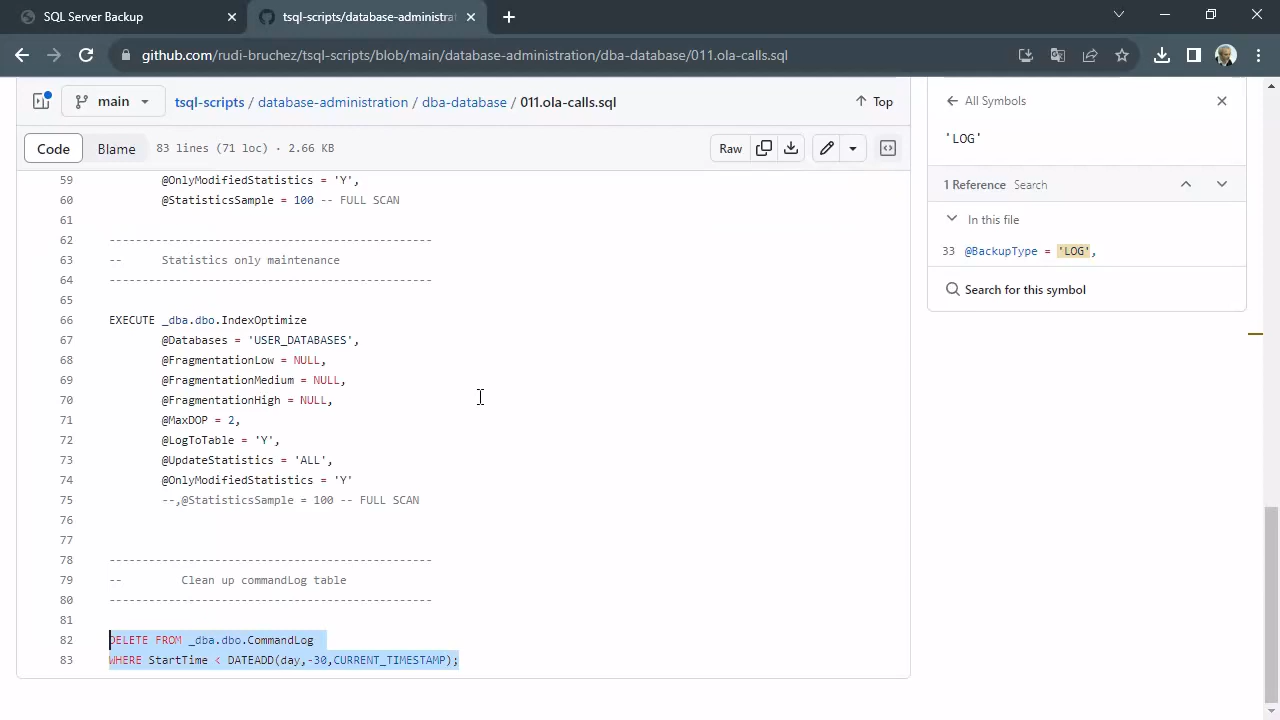 SQL Server Backup
tsql-scripts/database-administra
github.com/rudi-bruchez/tsql-scripts/blob/main/database-administration/dba-database/011.ola-calls.sql
main
tsql-scripts / database-administration / dba-database / 011.ola-calls.sql
Top
Code Blame 83 lines (71 loc) · 2.66 KB
Raw
59 @OnlyModifiedStatistics = 'Y',
60 @StatisticsSample = 100 -- FULL SCAN
61
62 -------------------------------------------------
63 -- Statistics only maintenance
64 -------------------------------------------------
65
66 EXECUTE _dba.dbo.IndexOptimize
67 @Databases = 'USER_DATABASES',
68 @FragmentationLow = NULL,
69 @FragmentationMedium = NULL,
70 @FragmentationHigh = NULL,
71 @MaxDOP = 2,
72 @LogToTable = 'Y',
73 @UpdateStatistics = 'ALL',
74 @OnlyModifiedStatistics = 'Y'
75 --,@StatisticsSample = 100 -- FULL SCAN
76
77
78 -------------------------------------------------
79 -- Clean up commandLog table
80 -------------------------------------------------
81
82 DELETE FROM _dba.dbo.CommandLog
83 WHERE StartTime < DATEADD(day,-30,CURRENT_TIMESTAMP);
All Symbols
'LOG'
1 Reference Search
In this file
33 @BackupType = 'LOG',
Search for this symbol